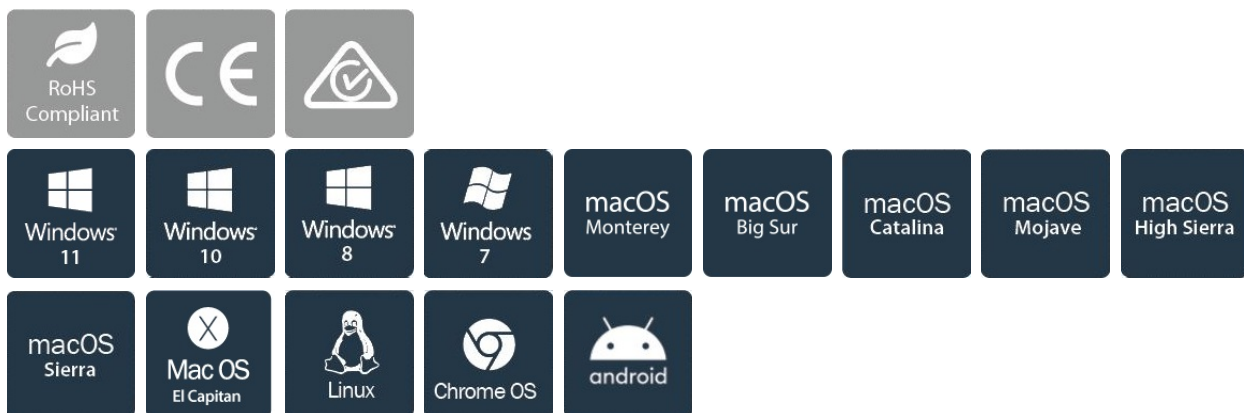 RoHS
Compliant
CE
Windows
11
Windows
10
Windows
8
Windows
7
macOS
Monterey
macOS
Big Sur
macOS
Catalina
macOS
Mojave
macOS
High Sierra
macOS
Sierra
X
Mac OS
El Capitan
Linux
Chrome OS
android